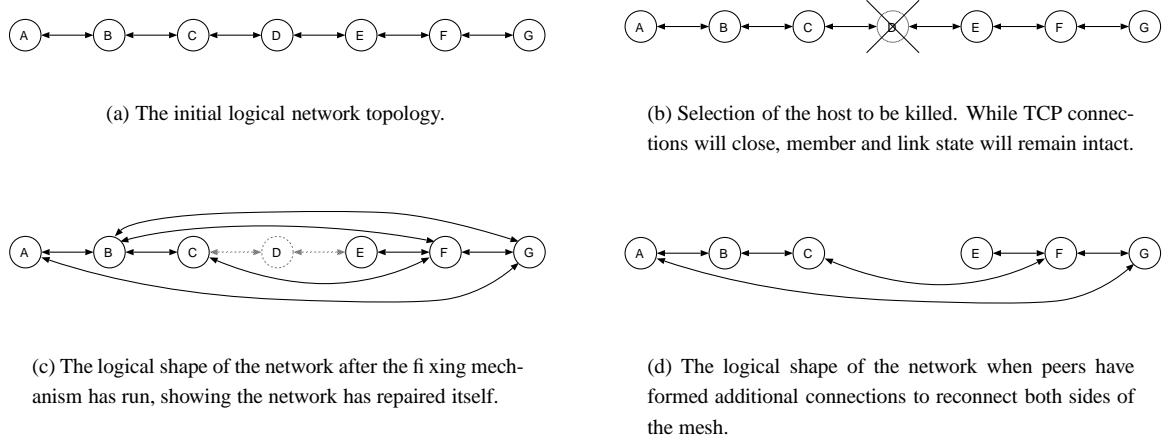 A B C D E F G
(a) The initial logical network topology.
A B C D E F G
(b) Selection of the host to be killed. While TCP connec-
tions will close, member and link state will remain intact.
A B C D E F G
(c) The logical shape of the network after the fi xing mech-
anism has run, showing the network has repaired itself.
A B C E F G
(d) The logical shape of the network when peers have
formed additional connections to reconnect both sides of
the mesh.